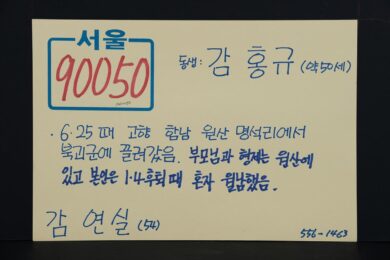 서울
90050
동생: 감 홍규 (약50세)
· 6·25 때 고향 함남 원산 명석리에서
북괴군에 끌려갔음. 부모님과 형제는 원산에
있고 본인은 1·4후퇴 때 혼자 월남했음.
감 연실 (54)
556-1463